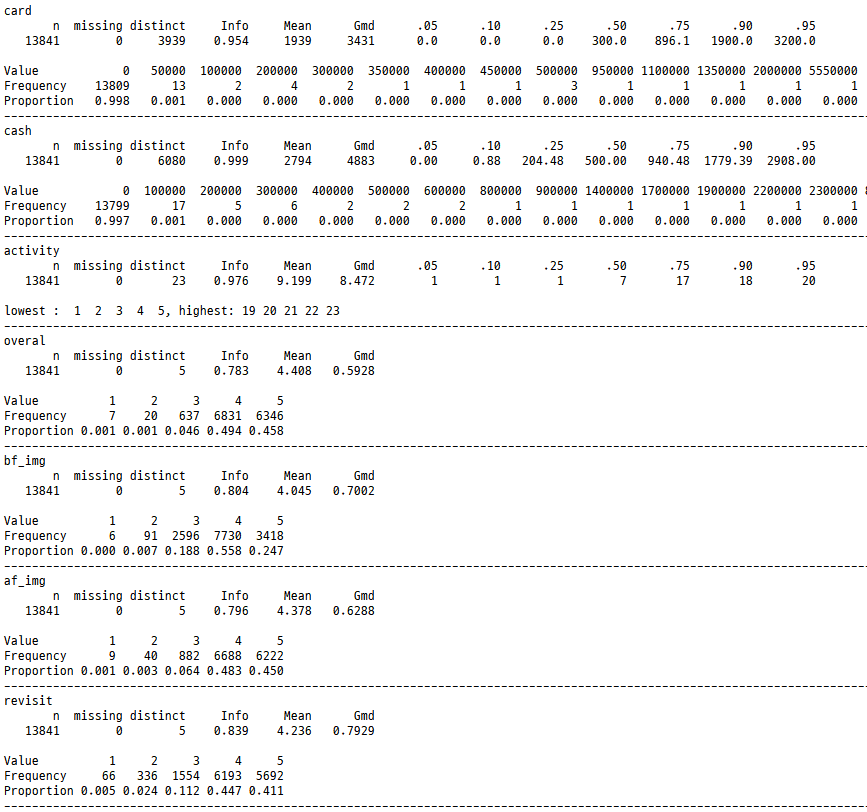 card
n missing distinct Info Mean Gmd .05 .10 .25 .50 .75 .90 .95
13841 0 3939 0.954 1939 3431 0.0 0.0 0.0 300.0 896.1 1900.0 3200.0
Value 0 50000 100000 200000 300000 350000 400000 450000 500000 950000 1100000 1350000 2000000 5550000
Frequency 13809 13 2 4 2 1 1 1 3 1 1 1 1 1
Proportion 0.998 0.001 0.000 0.000 0.000 0.000 0.000 0.000 0.000 0.000 0.000 0.000 0.000 0.000
cash
n missing distinct Info Mean Gmd .05 .10 .25 .50 .75 .90 .95
13841 0 6080 0.999 2794 4883 0.00 0.88 204.48 500.00 940.48 1779.39 2908.00
Value 0 100000 200000 300000 400000 500000 600000 800000 900000 1400000 1700000 1900000 2200000 2300000
Frequency 13799 17 5 6 2 2 2 1 1 1 1 1 1 1
Proportion 0.997 0.001 0.000 0.000 0.000 0.000 0.000 0.000 0.000 0.000 0.000 0.000 0.000 0.000
activity
n missing distinct Info Mean Gmd .05 .10 .25 .50 .75 .90 .95
13841 0 23 0.976 9.199 8.472 1 1 1 7 17 18 20
lowest : 1 2 3 4 5, highest: 19 20 21 22 23
overal
n missing distinct Info Mean Gmd
13841 0 5 0.783 4.408 0.5928
Value 1 2 3 4 5
Frequency 7 20 637 6831 6346
Proportion 0.001 0.001 0.046 0.494 0.458
bf_img
n missing distinct Info Mean Gmd
13841 0 5 0.804 4.045 0.7002
Value 1 2 3 4 5
Frequency 6 91 2596 7730 3418
Proportion 0.000 0.007 0.188 0.558 0.247
af_img
n missing distinct Info Mean Gmd
13841 0 5 0.796 4.378 0.6288
Value 1 2 3 4 5
Frequency 9 40 882 6688 6222
Proportion 0.001 0.003 0.064 0.483 0.450
revisit
n missing distinct Info Mean Gmd
13841 0 5 0.839 4.236 0.7929
Value 1 2 3 4 5
Frequency 66 336 1554 6193 5692
Proportion 0.005 0.024 0.112 0.447 0.411